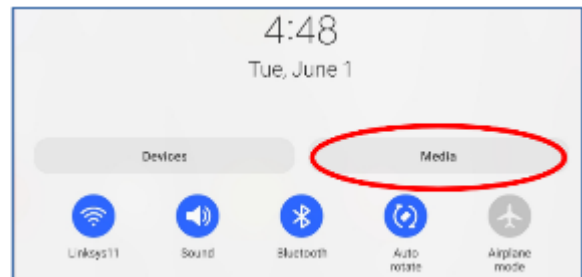 4:48
Tue, June 1
Devices Media
Linksys11 Sound Bluetooth Auto rotate Airplane mode